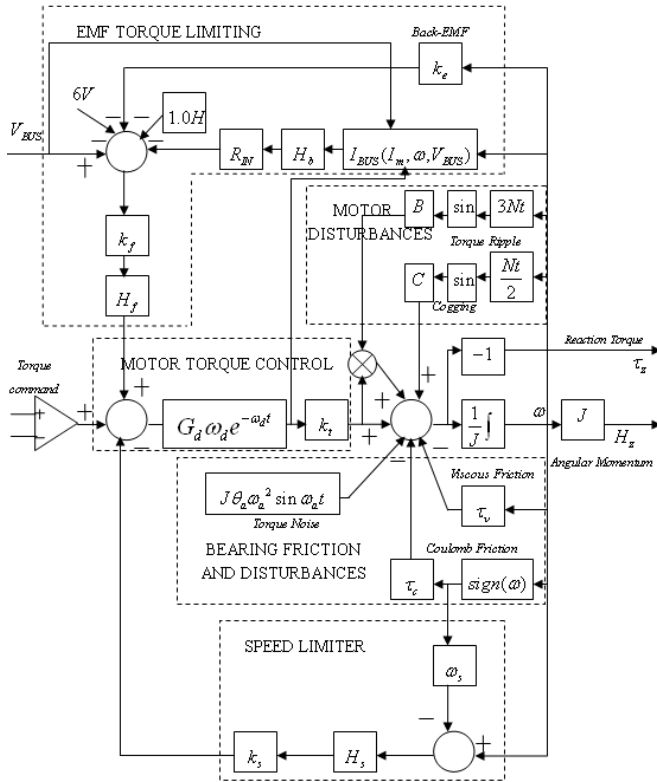 EMF TORQUE LIMITING
Back-EMF
k_e
6V
1.0H
V_BUS
R_IN
H_b
I_BUS(I_m, ω, V_BUS)
− − − − +
k_f
H_f
MOTOR
DISTURBANCES
B
sin
3Nt
Torque Ripple
C
sin
Nt/2
Cogging
Torque
command
+
−
+
+
−
MOTOR TORQUE CONTROL
G_d ω_d e^{-ω_d t}
k_t
+
+
+
−
−
−1
Reaction Torque
τ_z
1/J ∫
ω
J
H_z
Angular Momentum
Jθ_a ω_a² sin ω_a t
Torque Noise
Viscous Friction
τ_v
BEARING FRICTION
AND DISTURBANCES
Coulomb Friction
τ_c
sign(ω)
SPEED LIMITER
ω_s
−
+
k_s
H_s